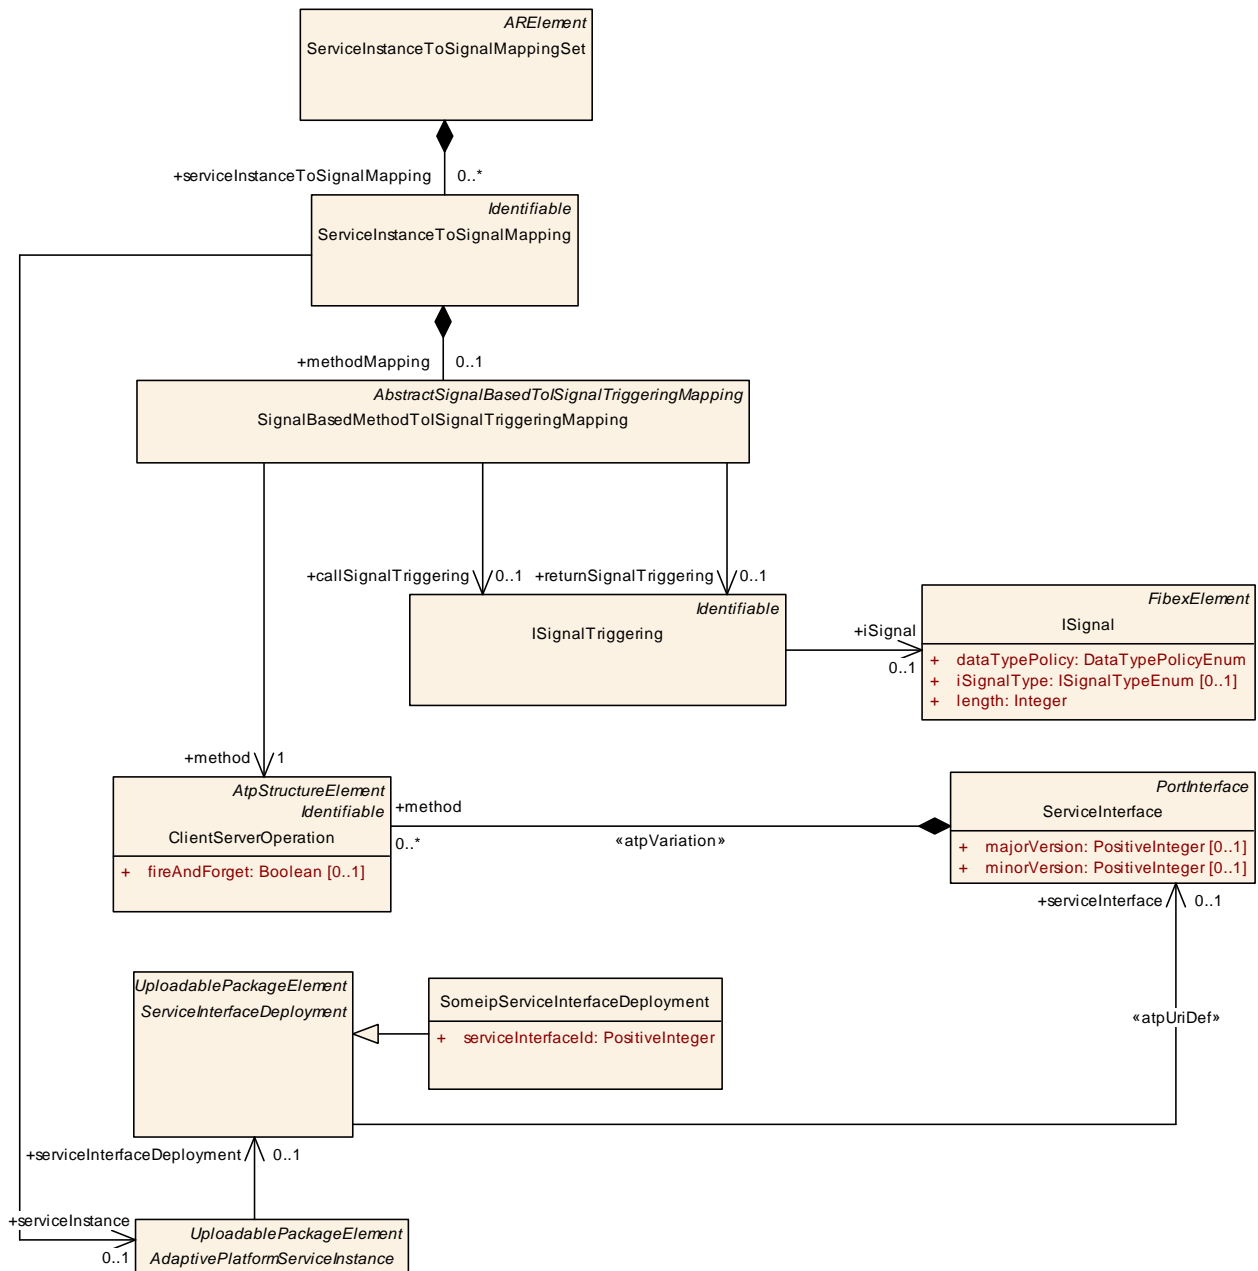 ARElement
ServiceInstanceToSignalMappingSet
+serviceInstanceToSignalMapping 0..*
Identifiable
ServiceInstanceToSignalMapping
+methodMapping 0..1
AbstractSignalBasedToISignalTriggeringMapping
SignalBasedMethodToISignalTriggeringMapping
+callSignalTriggering 0..1 +returnSignalTriggering 0..1
Identifiable
ISignalTriggering
+iSignal
0..1
FibexElement
ISignal
+ dataTypePolicy: DataTypePolicyEnum
+ iSignalType: ISignalTypeEnum [0..1]
+ length: Integer
+method 1
AtpStructureElement
Identifiable
ClientServerOperation
+ fireAndForget: Boolean [0..1]
+method
0..*
«atpVariation»
PortInterface
ServiceInterface
+ majorVersion: PositiveInteger [0..1]
+ minorVersion: PositiveInteger [0..1]
+serviceInterface 0..1
UploadablePackageElement
ServiceInterfaceDeployment
SomeipServiceInterfaceDeployment
+ serviceInterfaceId: PositiveInteger
«atpUriDef»
+serviceInterfaceDeployment 0..1
+serviceInstance
0..1
UploadablePackageElement
AdaptivePlatformServiceInstance